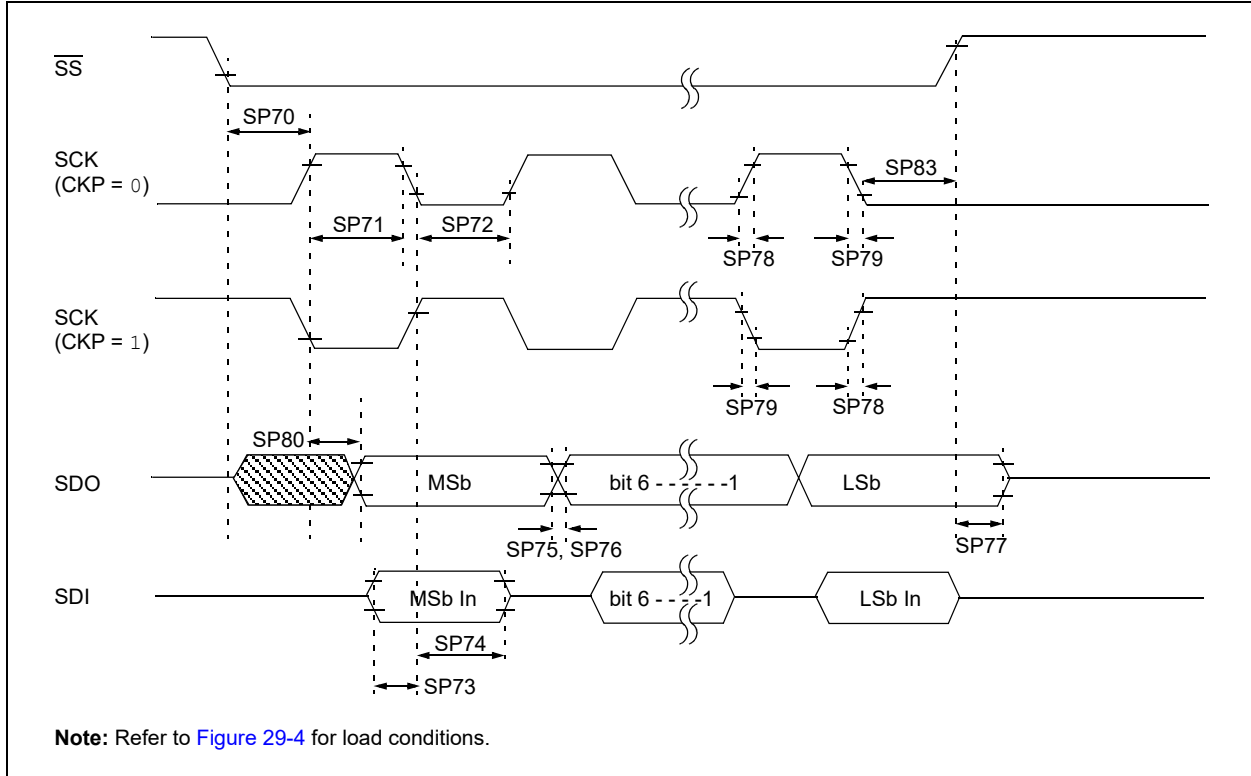 SS
SP70
SCK
(CKP = 0)
SP83
SP71
SP72
SP78
SP79
SCK
(CKP = 1)
SP79
SP78
SP80
SDO
MSb
bit 6 - - - - - -1
LSb
SP75, SP76
SP77
SDI
MSb In
bit 6 - - - -1
LSb In
SP74
SP73
Note: Refer to Figure 29-4 for load conditions.